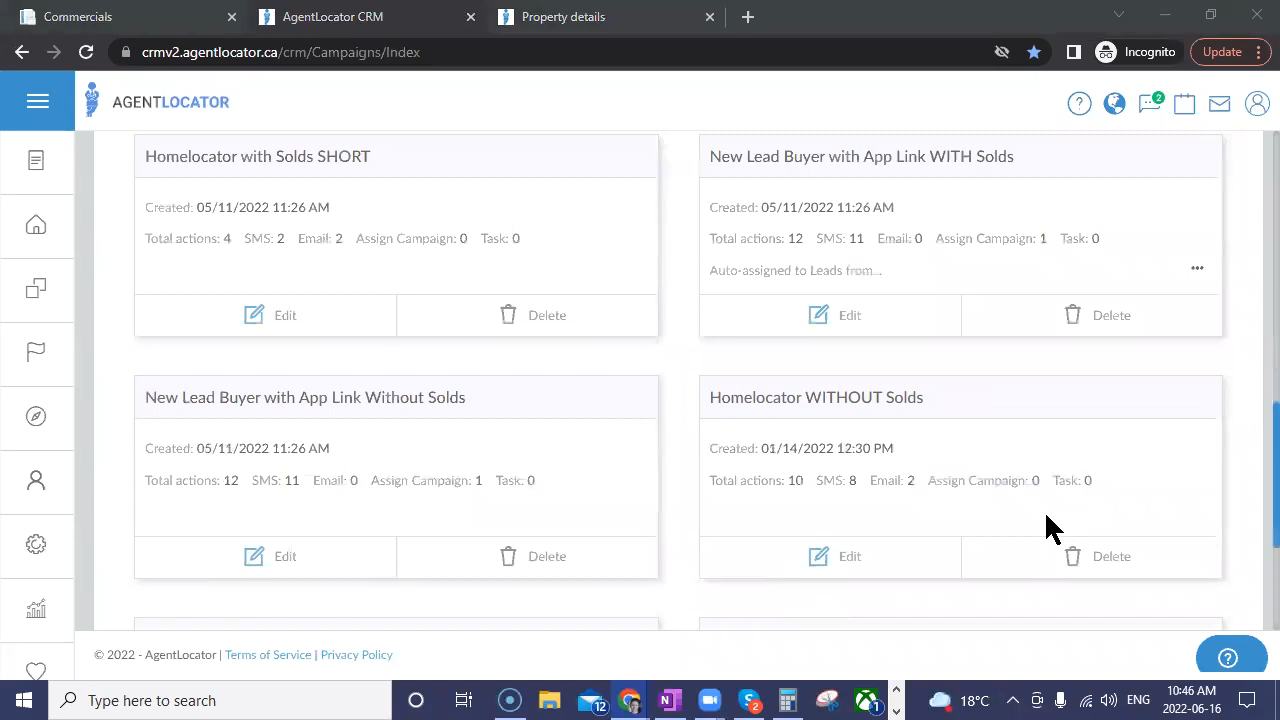 Commercials
AgentLocator CRM
Property details
crmv2.agentlocator.ca/crm/Campaigns/Index
Incognito
Update
AGENTLOCATOR
2
Homelocator with Solds SHORT
Created: 05/11/2022 11:26 AM
Total actions: 4 SMS: 2 Email: 2 Assign Campaign: 0 Task: 0
Edit
Delete
New Lead Buyer with App Link WITH Solds
Created: 05/11/2022 11:26 AM
Total actions: 12 SMS: 11 Email: 0 Assign Campaign: 1 Task: 0
Auto-assigned to Leads from...
Edit
Delete
New Lead Buyer with App Link Without Solds
Created: 05/11/2022 11:26 AM
Total actions: 12 SMS: 11 Email: 0 Assign Campaign: 1 Task: 0
Edit
Delete
Homelocator WITHOUT Solds
Created: 01/14/2022 12:30 PM
Total actions: 10 SMS: 8 Email: 2 Assign Campaign: 0 Task: 0
Edit
Delete
© 2022 - AgentLocator | Terms of Service | Privacy Policy
Type here to search
12
2
1
18°C
ENG
10:46 AM
2022-06-16